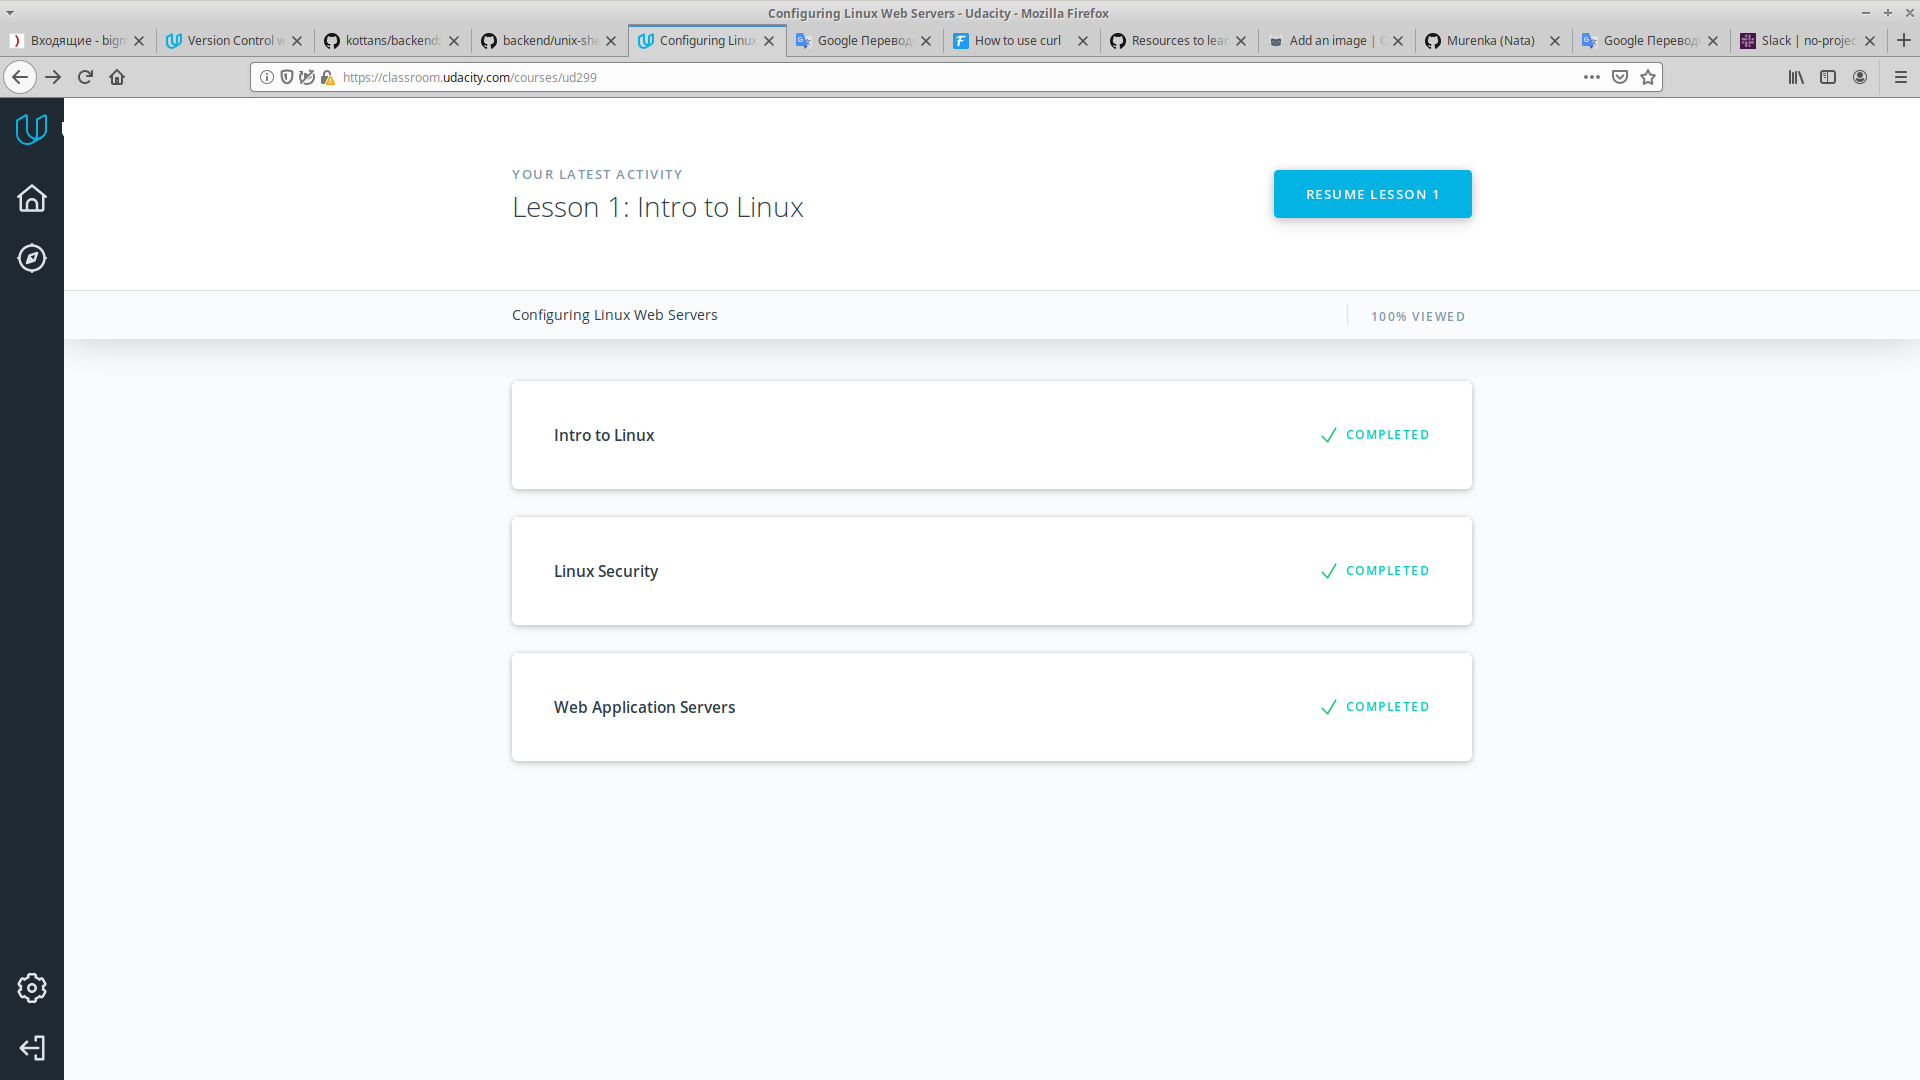 Configuring Linux Web Servers - Udacity - Mozilla Firefox
Входящие - bigm
Version Control w
kottans/backend:
backend/unix-she
Configuring Linux
Google Перевод
How to use curl
Resources to lear
Add an image | C
Murenka (Nata)
Google Перевод
Slack | no-projec
https://classroom.udacity.com/courses/ud299
YOUR LATEST ACTIVITY
Lesson 1: Intro to Linux
RESUME LESSON 1
Configuring Linux Web Servers
100% VIEWED
Intro to Linux
COMPLETED
Linux Security
COMPLETED
Web Application Servers
COMPLETED